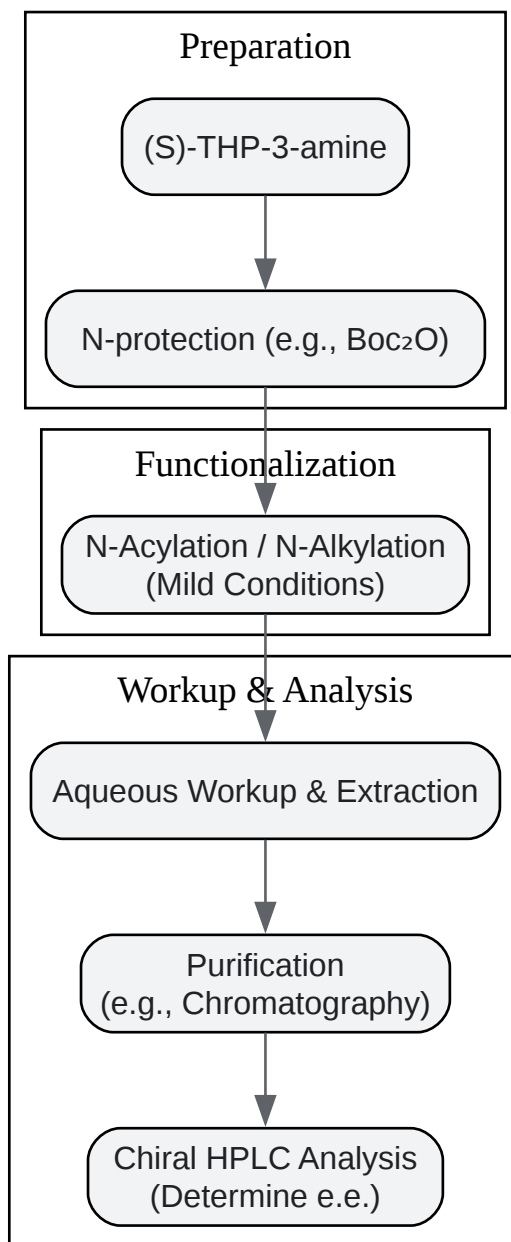 Preparation
(S)-THP-3-amine
N-protection (e.g., Boc₂O)
Functionalization
N-Acylation / N-Alkylation
(Mild Conditions)
Workup & Analysis
Aqueous Workup & Extraction
Purification
(e.g., Chromatography)
Chiral HPLC Analysis
(Determine e.e.)